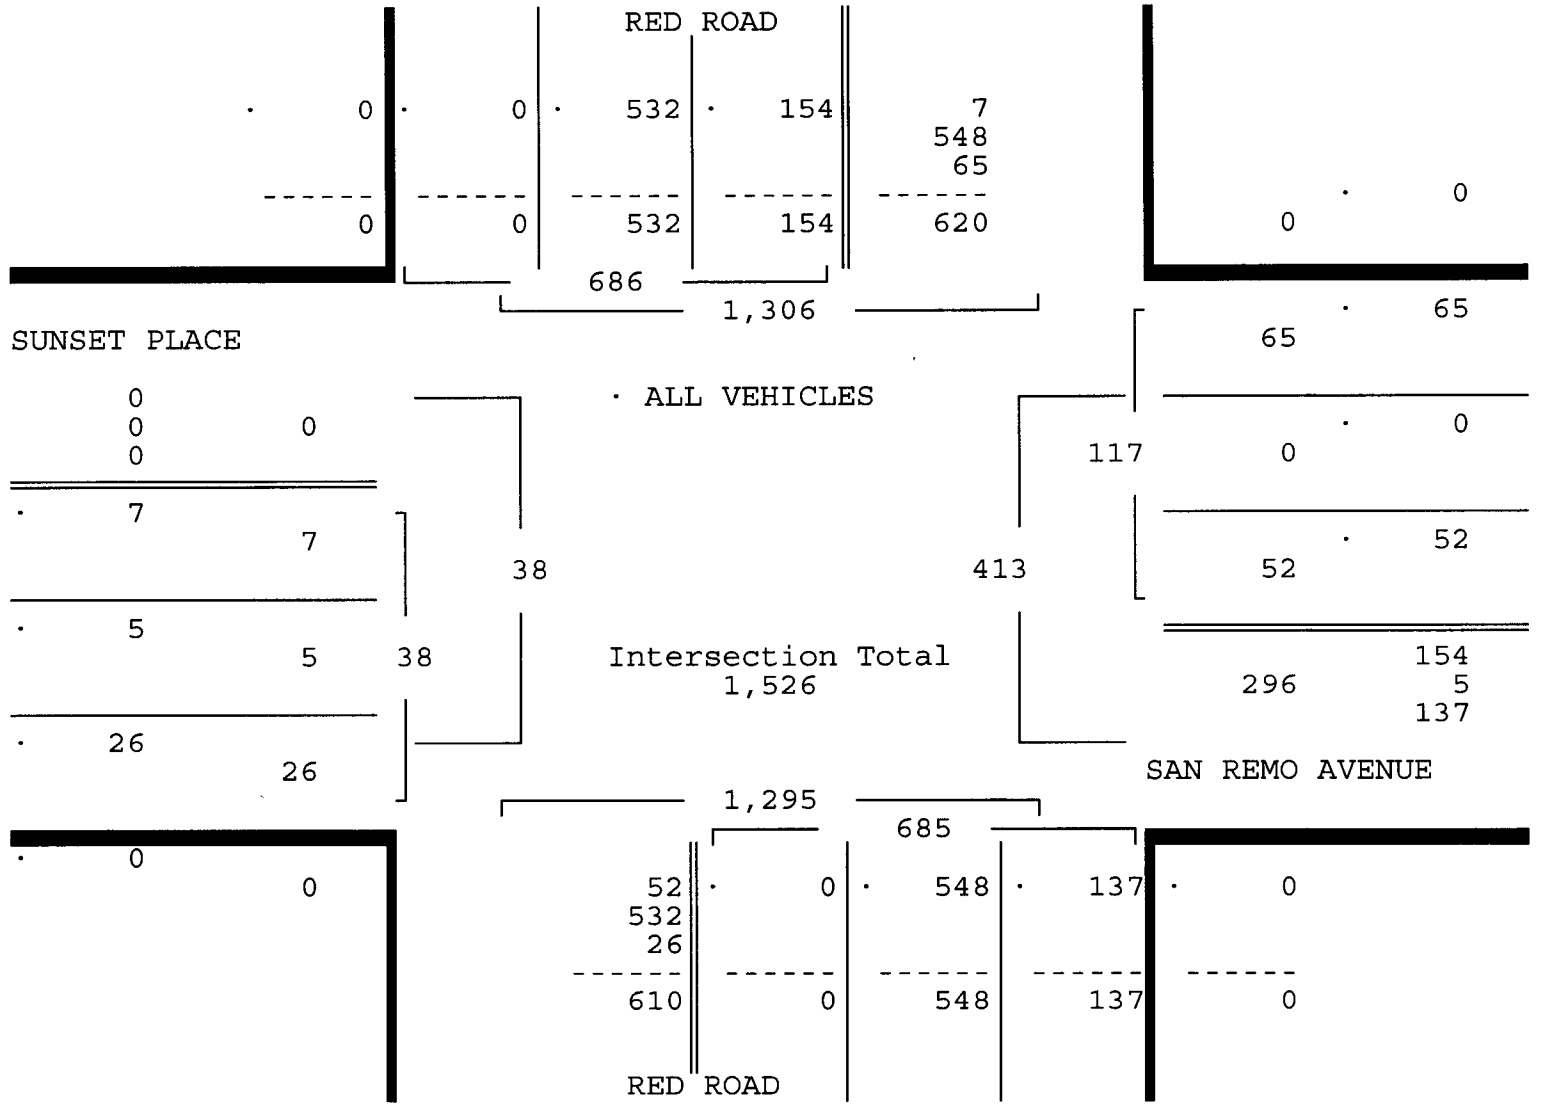 RED ROAD
· 0 · 0 · 532 · 154 7
548
65
· 0
------ ------ ------ ------ ------
0 0 532 154 620 0
686
1,306 · 65
SUNSET PLACE 65
0 · ALL VEHICLES
0 0 · 0
0 117 0
· 7
7 · 52
38 413 52
· 5
5 38 Intersection Total 154
1,526 296 5
137
· 26
26 SAN REMO AVENUE
1,295
685
· 0
0 52 · 0 · 548 · 137 · 0
532
26
------ ------ ------ ------ ------
610 0 548 137 0
RED ROAD